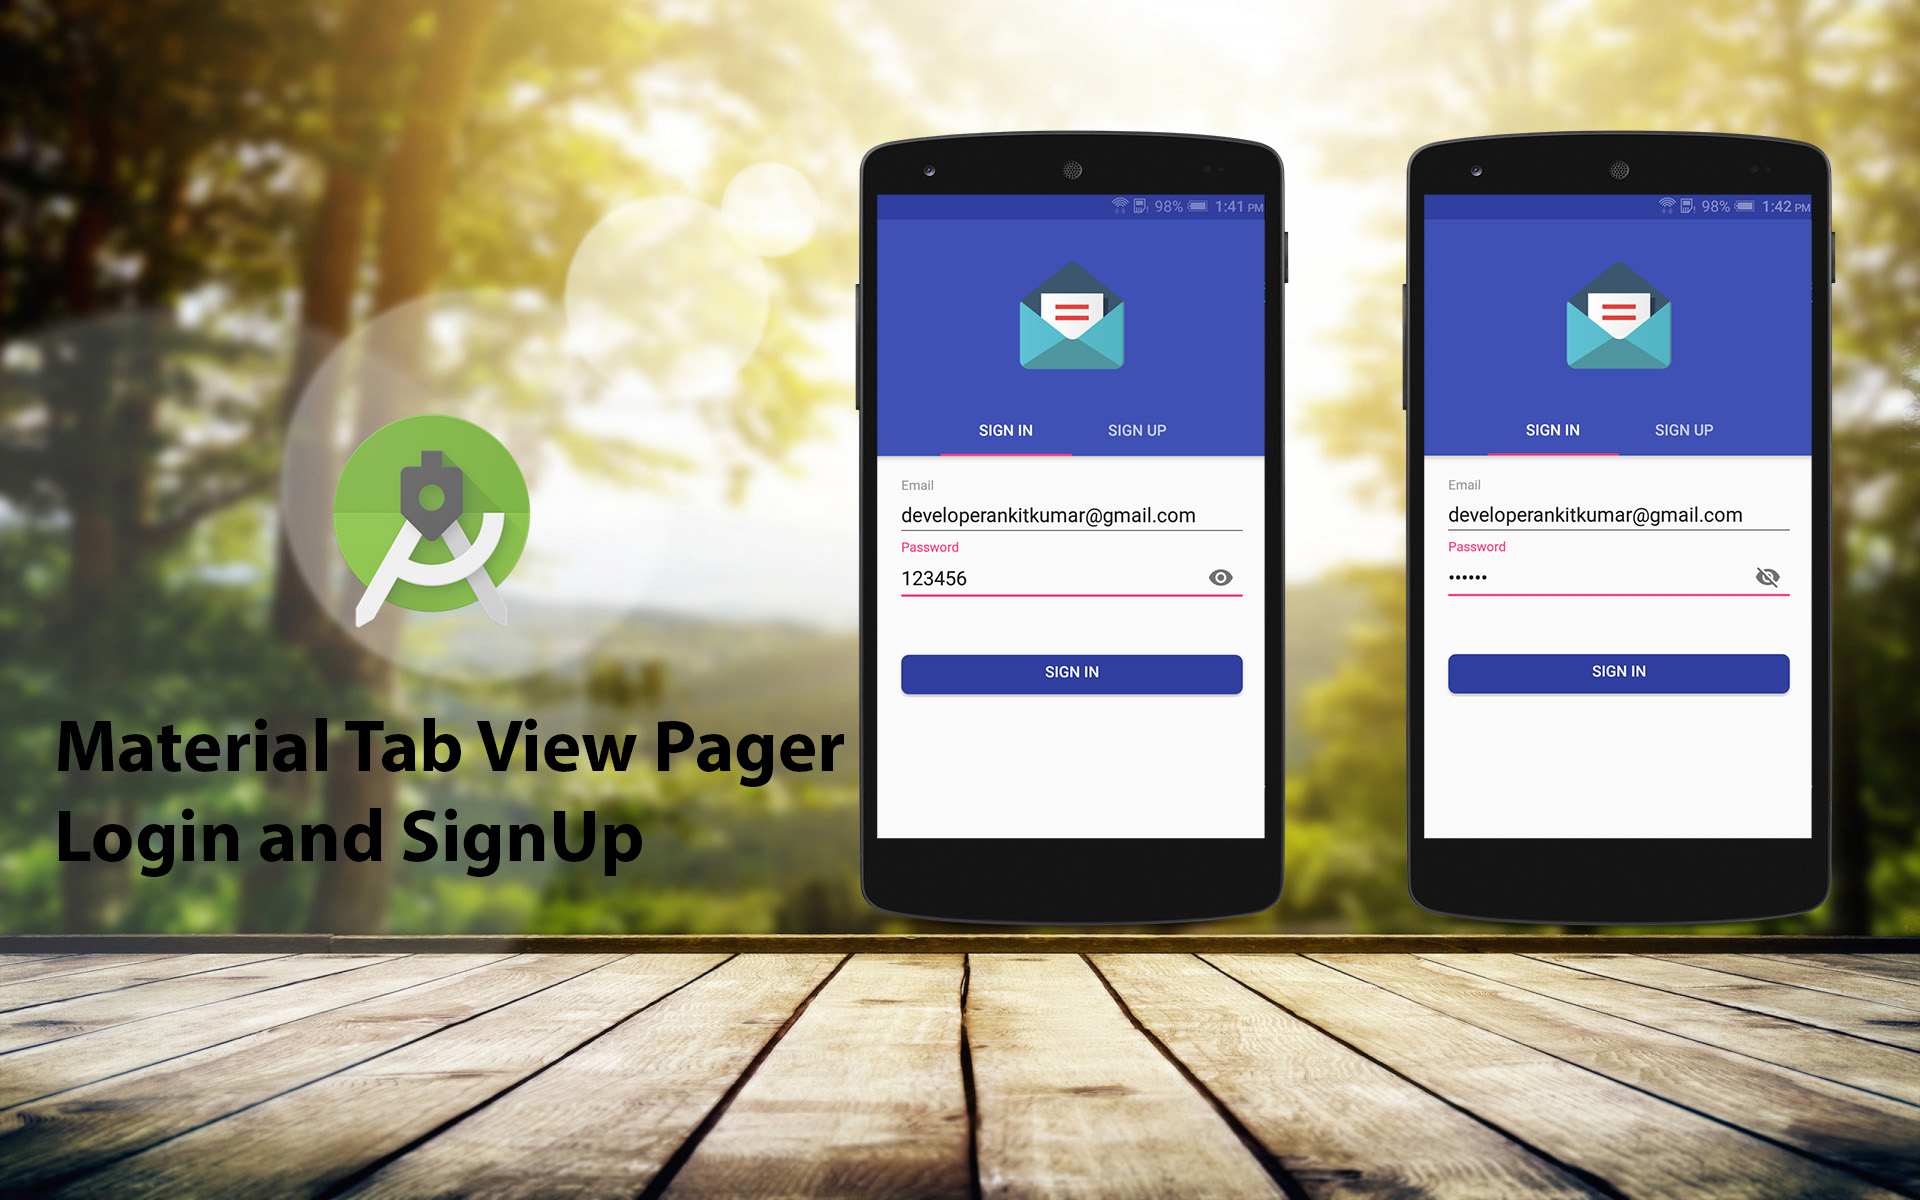 Material Tab View Pager
Login and SignUp
98% 1:41 PM
SIGN IN SIGN UP
Email
developerankitkumar@gmail.com
Password
123456
SIGN IN
98% 1:42 PM
SIGN IN SIGN UP
Email
developerankitkumar@gmail.com
Password
••••••
SIGN IN